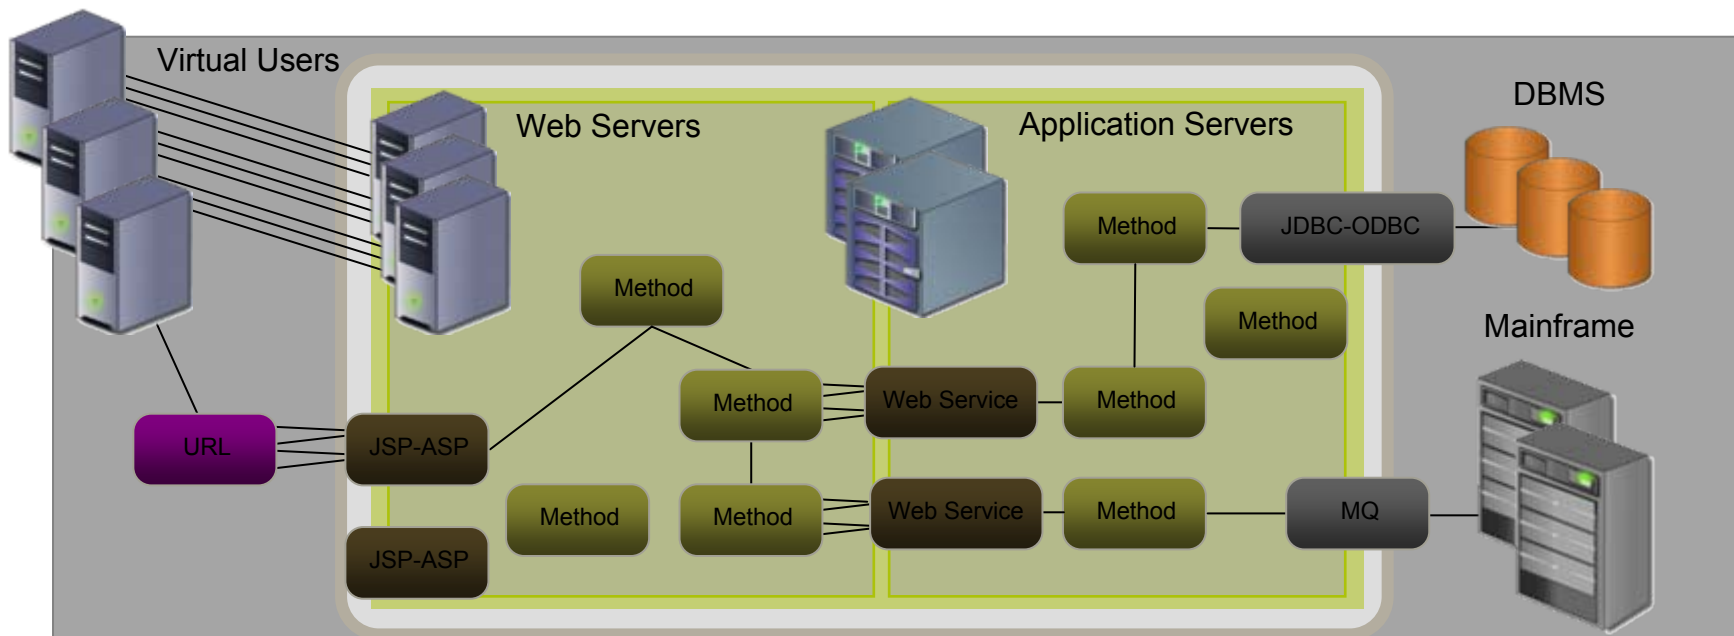 Virtual Users
Web Servers
Application Servers
DBMS
Method
JDBC-ODBC
Method
Method
Mainframe
Method
Web Service
Method
URL
JSP-ASP
Method
Method
Web Service
Method
MQ
JSP-ASP